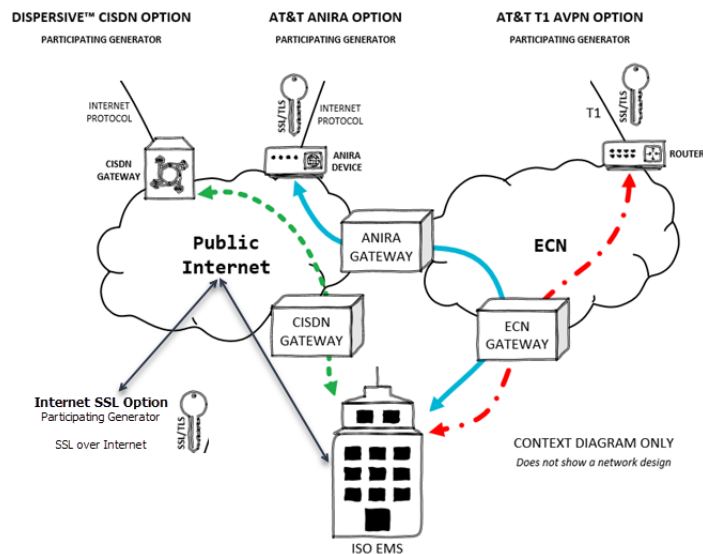 DISPERSIVE™ CISDN OPTION
PARTICIPATING GENERATOR
AT&T ANIRA OPTION
PARTICIPATING GENERATOR
AT&T T1 AVPN OPTION
PARTICIPATING GENERATOR
INTERNET
PROTOCOL
SSL/TLS
INTERNET
PROTOCOL
T1
SSL/TLS
CISDN
GATEWAY
ANIRA
DEVICE
ROUTER
Public
Internet
ANIRA
GATEWAY
ECN
CISDN
GATEWAY
ECN
GATEWAY
Internet SSL Option
Participating Generator
SSL over Internet
SSL/TLS
CONTEXT DIAGRAM ONLY
Does not show a network design
ISO EMS